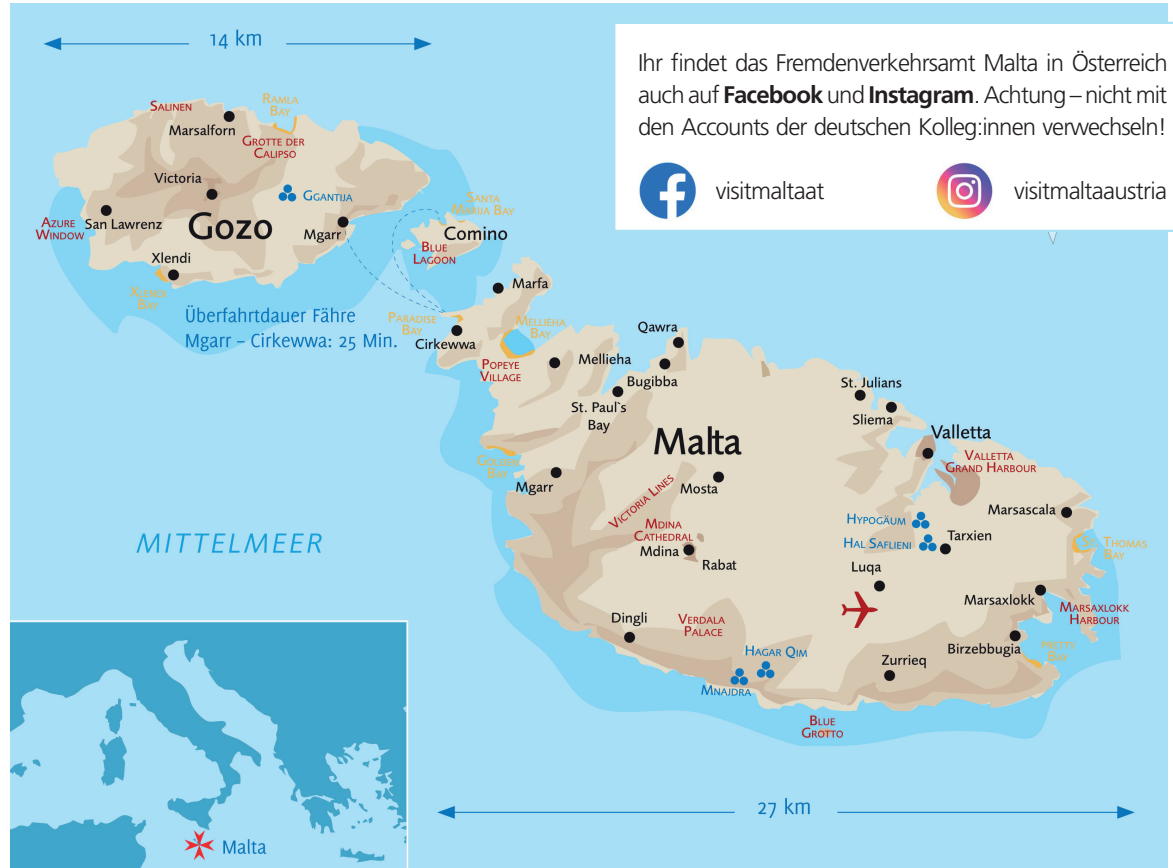 14 km
Ihr findet das Fremdenverkehrsamt Malta in Österreich
auch auf Facebook und Instagram. Achtung – nicht mit
den Accounts der deutschen Kolleg:innen verwechseln!
visitmaltaat
visitmaltaaustria
Salinen
Ramla
Bay
Marsalforn
Grotte der
Calipso
Victoria
Ggantija
Azure
Window
San Lawrenz
Gozo
Mgarr
Santa
Marija Bay
Comino
Blue
Lagoon
Xlendi
Xlendi
Bay
Marfa
Überfahrtdauer Fähre
Mgarr – Cirkewwa: 25 Min.
Paradise
Bay
Cirkewwa
Mellieha
Bay
Popeye
Village
Mellieha
Qawra
Bugibba
St. Paul`s
Bay
St. Julians
Sliema
Malta
Valletta
Valletta
Grand Harbour
Golden
Bay
Mgarr
Victoria Lines
Mosta
Mdina
Cathedral
Mdina
Rabat
Hypogäum
Hal Saflieni
Tarxien
Marsascala
St. Thomas
Bay
Luqa
Marsaxlokk
Marsaxlokk
Harbour
Birzebbugia
Pretty
Bay
MITTELMEER
Dingli
Verdala
Palace
Hagar Qim
Mnajdra
Zurrieq
Blue
Grotto
27 km
Malta